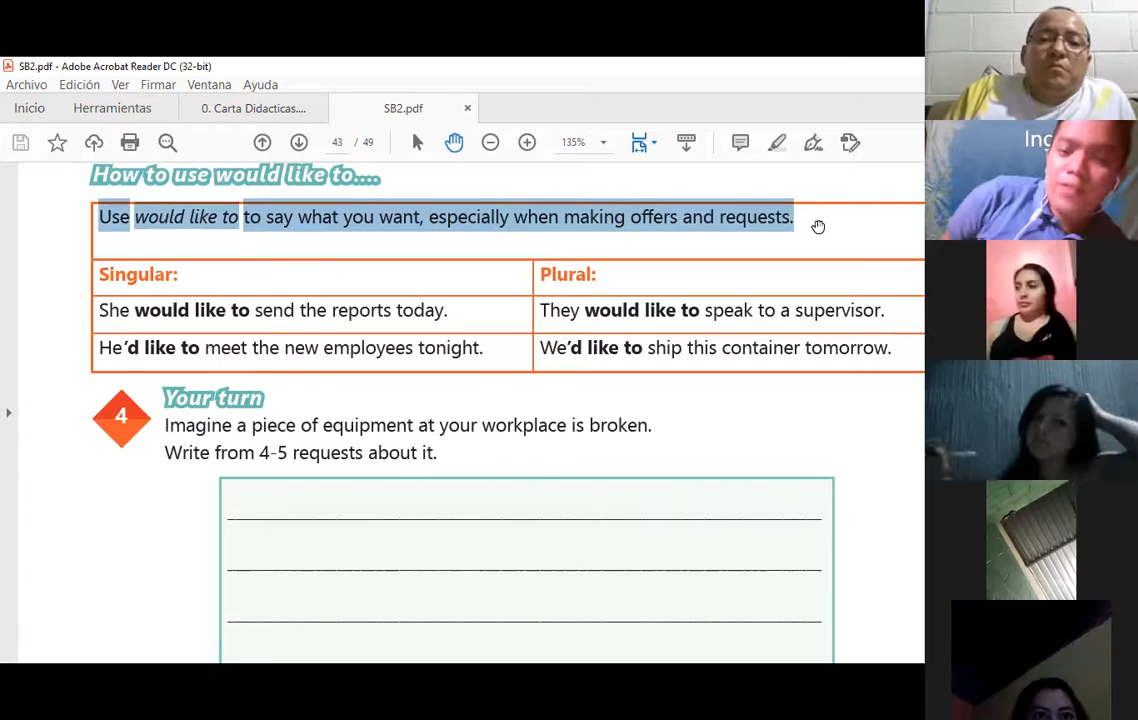 SB2.pdf - Adobe Acrobat Reader DC (32-bit)
Archivo Edición Ver Firmar Ventana Ayuda
Inicio Herramientas 0. Carta Didacticas.... SB2.pdf ×
43 / 49 135%
How to use would like to....
Use would like to to say what you want, especially when making offers and requests.
Singular: Plural:
She would like to send the reports today. They would like to speak to a supervisor.
He'd like to meet the new employees tonight. We'd like to ship this container tomorrow.
4 Your turn
Imagine a piece of equipment at your workplace is broken.
Write from 4-5 requests about it.